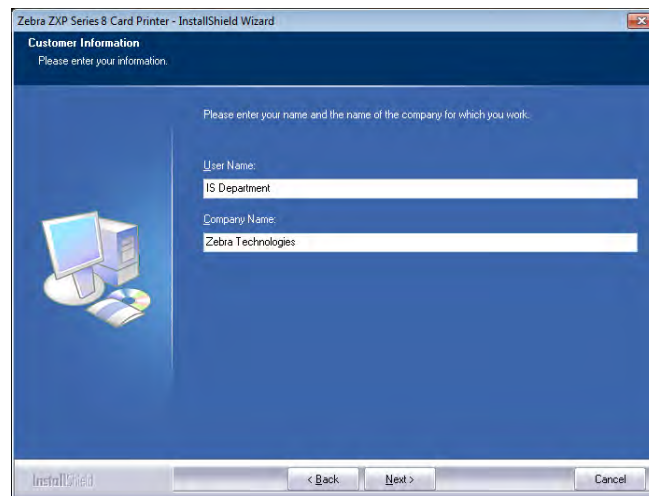 Zebra ZXP Series 8 Card Printer - InstallShield Wizard
Customer Information
Please enter your information.
Please enter your name and the name of the company for which you work.
User Name:
IS Department
Company Name:
Zebra Technologies
InstallShield
< Back
Next >
Cancel